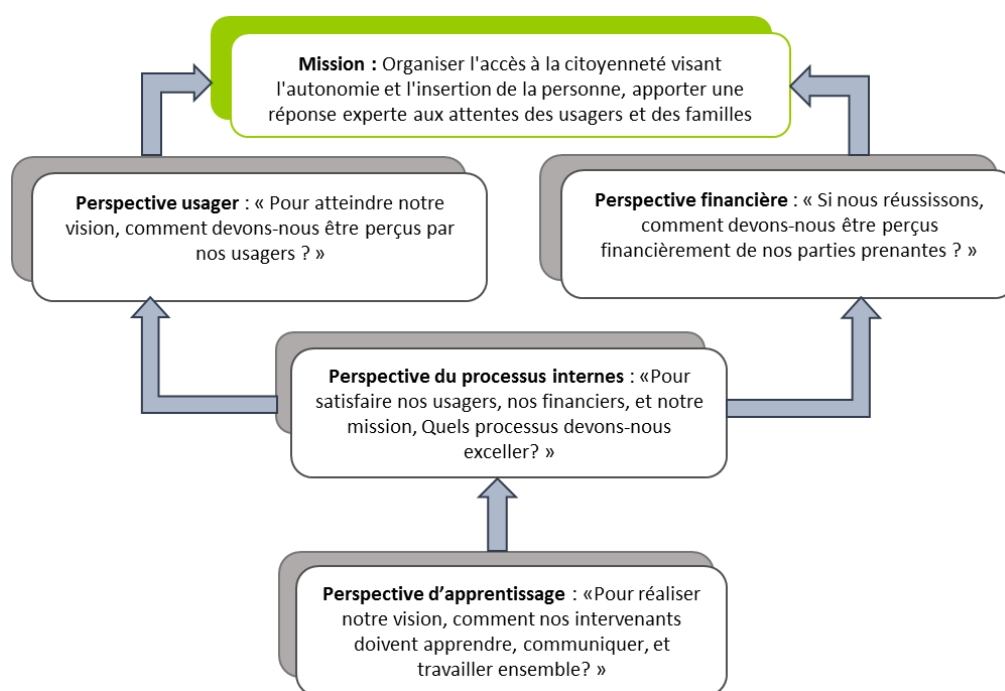 Mission : Organiser l'accès à la citoyenneté visant
l'autonomie et l'insertion de la personne, apporter une
réponse experte aux attentes des usagers et des familles
Perspective usager : « Pour atteindre notre
vision, comment devons-nous être perçus par
nos usagers ? »
Perspective financière : « Si nous réussissons,
comment devons-nous être perçus
financièrement de nos parties prenantes ? »
Perspective du processus internes : «Pour
satisfaire nos usagers, nos financiers, et notre
mission, Quels processus devons-nous
exceller? »
Perspective d’apprentissage : «Pour réaliser
notre vision, comment nos intervenants
doivent apprendre, communiquer, et
travailler ensemble? »